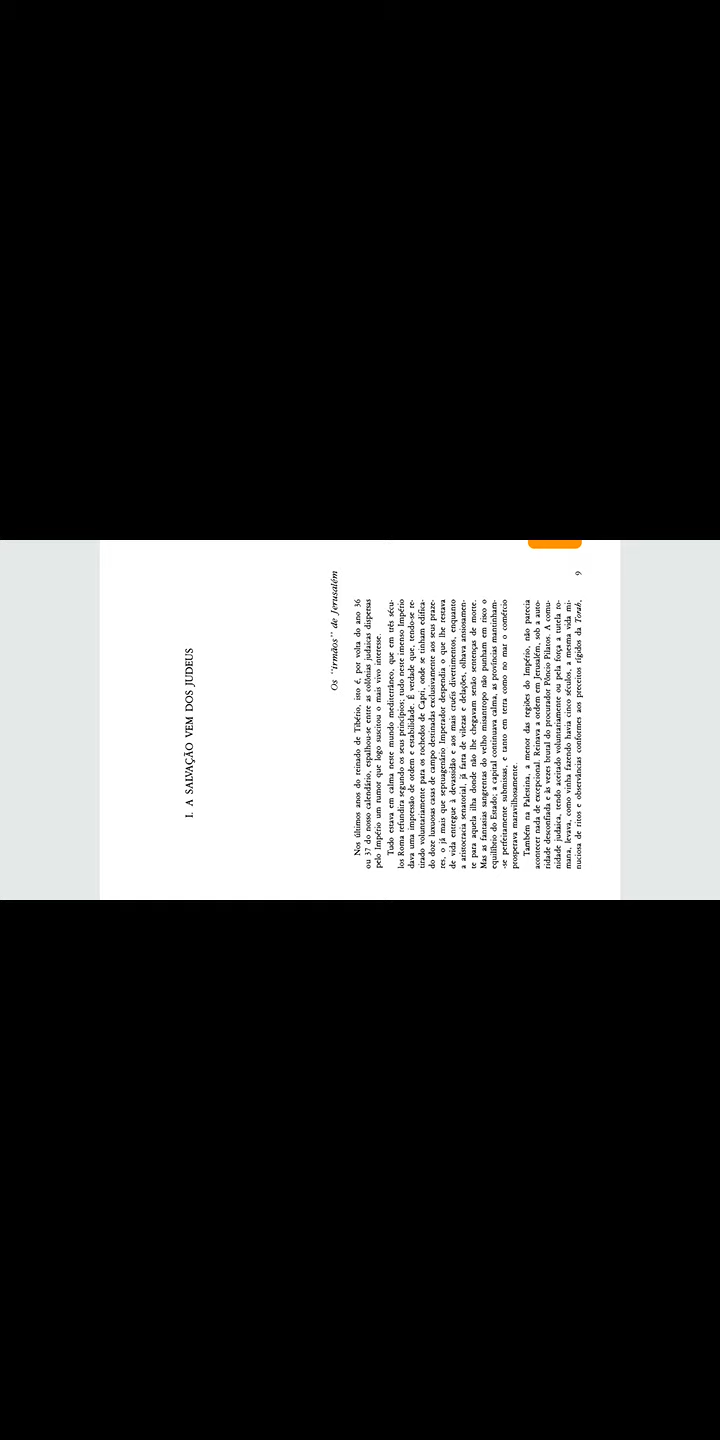 I. A SALVAÇÃO VEM DOS JUDEUS
Os "irmãos" de Jerusalém
Nos últimos anos do reinado de Tibério, isto é, por volta do ano 36
ou 37 do nosso calendário, espalhou-se entre as colônias judaicas dispersas
pelo Império um rumor que logo suscitou o mais vivo interesse.
Tudo estava em calma neste mundo mediterrâneo, que em três sécu-
los Roma refundira segundo os seus princípios; tudo neste imenso Império
dava uma impressão de ordem e estabilidade. É verdade que, tendo-se re-
tirado voluntariamente para os rochedos de Capri, onde se tinham edifica-
do doze luxuosas casas de campo destinadas exclusivamente aos seus praze-
res, o já mais que septuagenário Imperador despendia o que lhe restava
de vida entregue à devassidão e aos mais cruéis divertimentos, enquanto
a aristocracia senatorial, já farta de vilezas e delações, olhava ansiosamen-
te para aquela ilha donde não lhe chegavam senão sentenças de morte.
Mas as fantasias sangrentas do velho misantropo não punham em risco o
equilíbrio do Estado; a capital continuava calma, as províncias mantinham-
-se perfeitamente submissas, e tanto em terra como no mar o comércio
prosperava maravilhosamente.
Também na Palestina, a menor das regiões do Império, não parecia
acontecer nada de excepcional. Reinava a ordem em Jerusalém, sob a auto-
ridade desconfiada e às vezes brutal do procurador Pôncio Pilatos. A comu-
nidade judaica, tendo aceitado voluntariamente ou pela força a tutela ro-
mana, levava, como vinha fazendo havia cinco séculos, a mesma vida mi-
nuciosa de ritos e observâncias conformes aos preceitos rígidos da Torah,
9